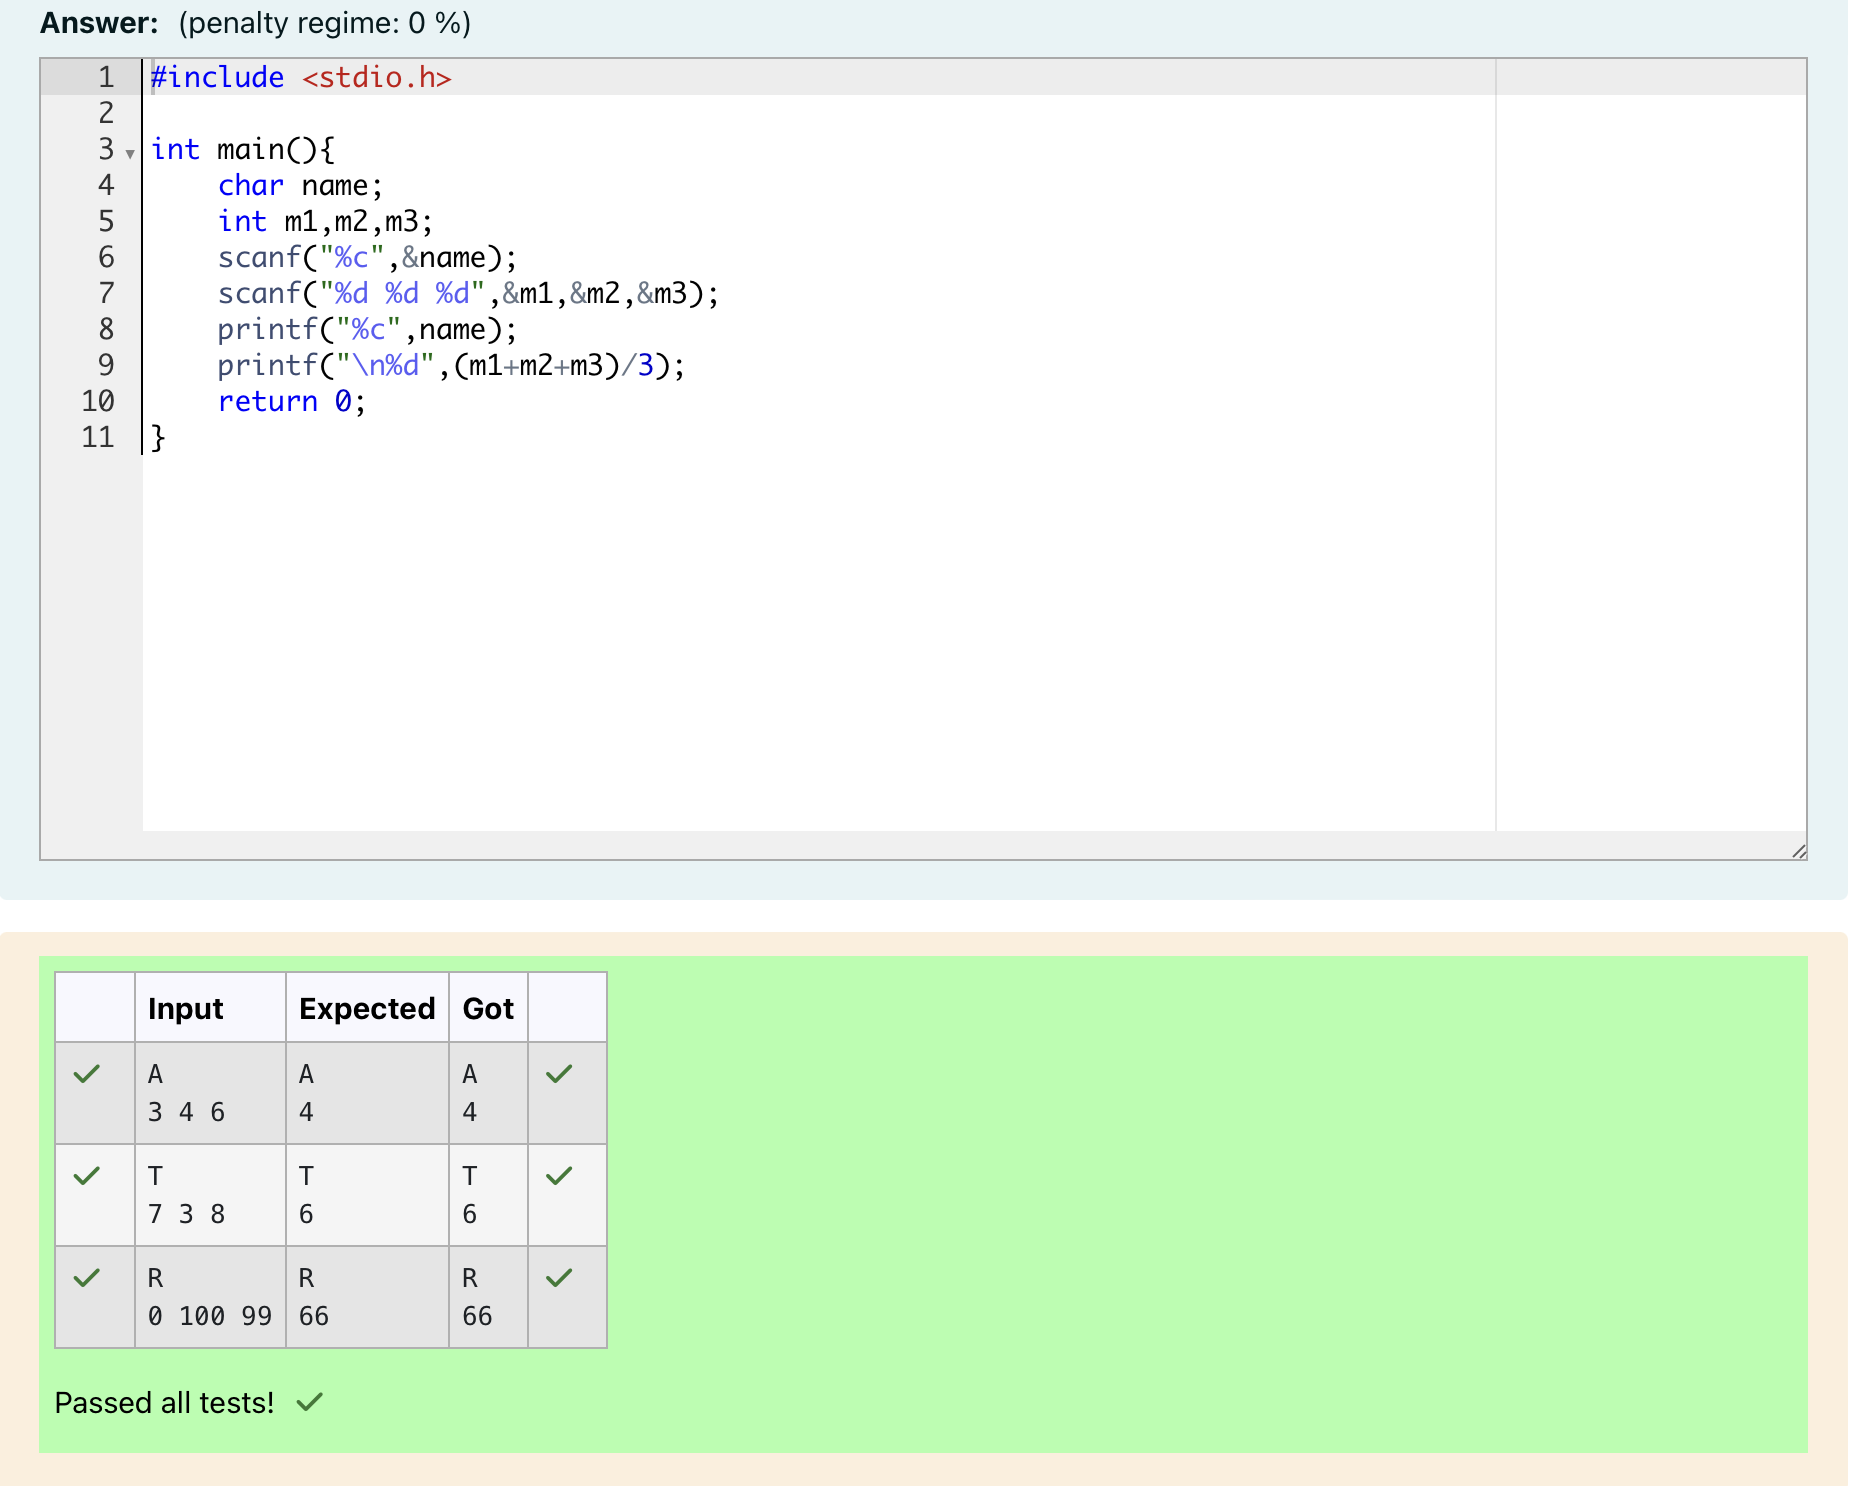 Answer: (penalty regime: 0 %)
1 #include <stdio.h>
2
3 int main(){
4     char name;
5     int m1,m2,m3;
6     scanf("%c",&name);
7     scanf("%d %d %d",&m1,&m2,&m3);
8     printf("%c",name);
9     printf("\n%d",(m1+m2+m3)/3);
10     return 0;
11 }
Input Expected Got
A A A
3 4 6 4 4
T T T
7 3 8 6 6
R R R
0 100 99 66 66
Passed all tests!